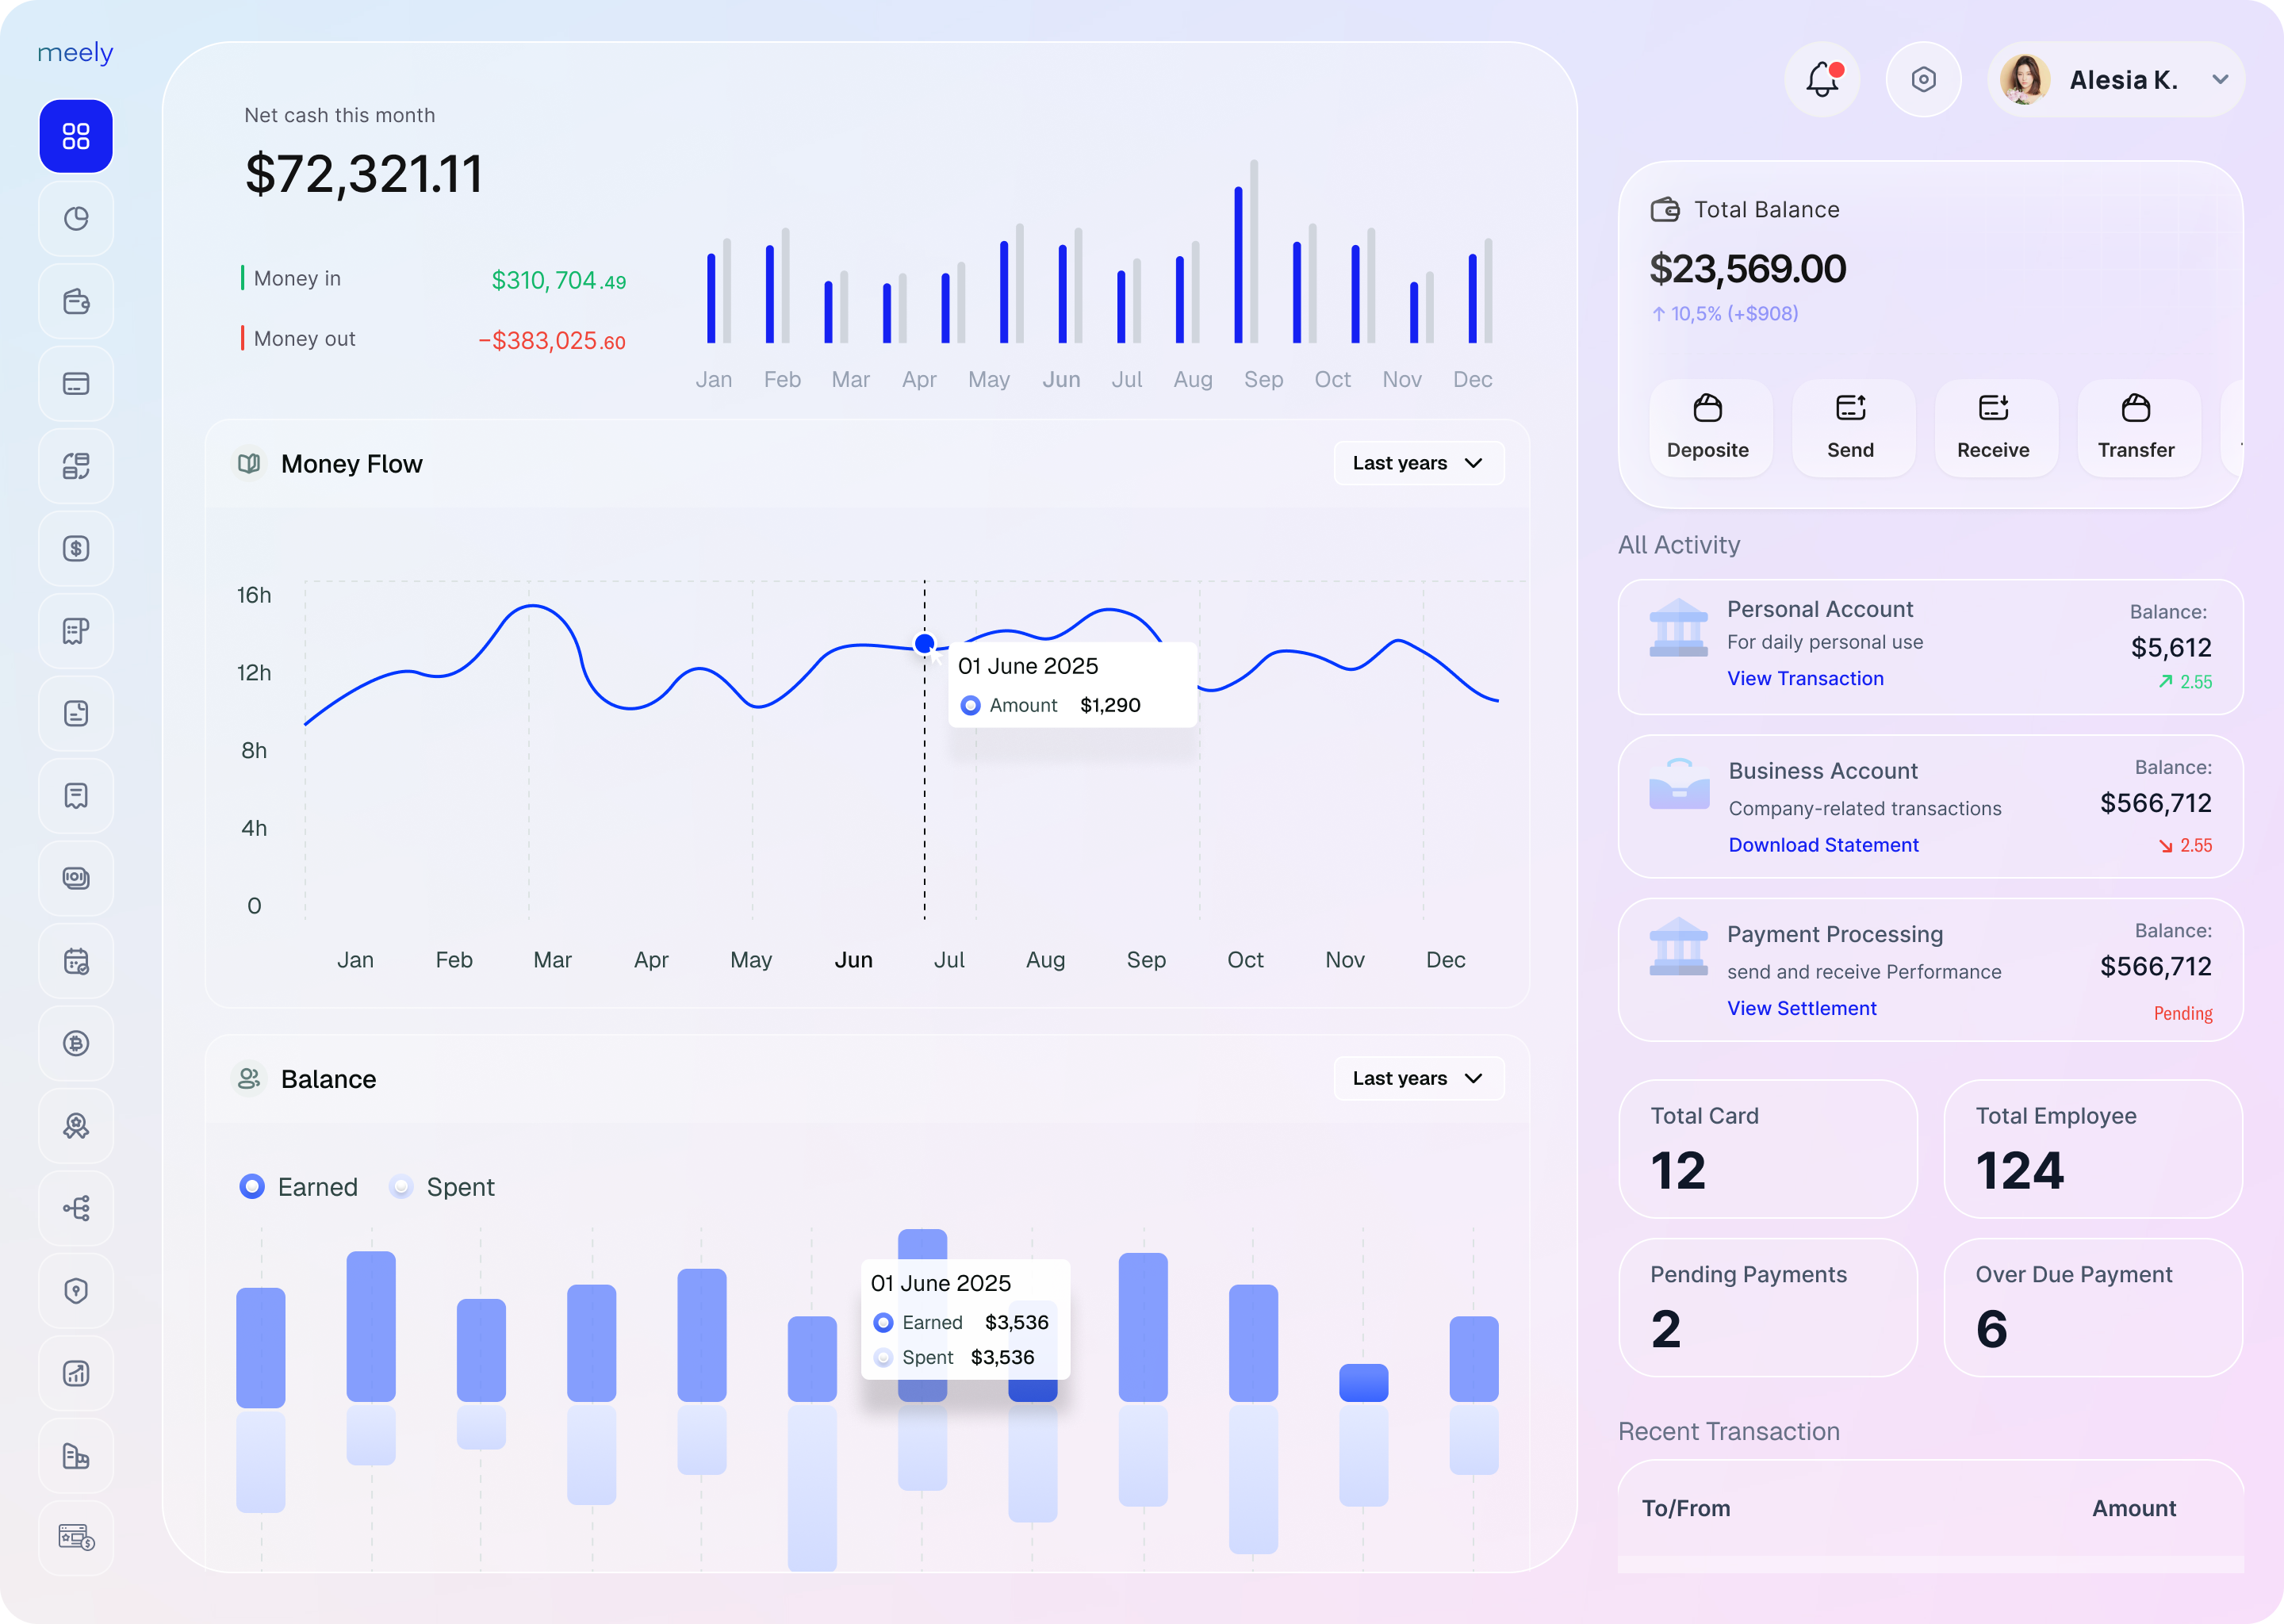 meely
Alesia K.
Net cash this month
$72,321.11
Money in $310, 704.49
Money out –$383,025.60
Jan Feb Mar Apr May Jun Jul Aug Sep Oct Nov Dec
Money Flow
Last years
16h
12h
8h
4h
0
01 June 2025
Amount $1,290
Jan Feb Mar Apr May Jun Jul Aug Sep Oct Nov Dec
Balance
Last years
Earned Spent
01 June 2025
Earned $3,536
Spent $3,536
Total Balance
$23,569.00
↑ 10,5% (+$908)
Deposite Send Receive Transfer
All Activity
Personal Account
For daily personal use
View Transaction
Balance:
$5,612
2.55
Business Account
Company-related transactions
Download Statement
Balance:
$566,712
2.55
Payment Processing
send and receive Performance
View Settlement
Balance:
$566,712
Pending
Total Card
12
Total Employee
124
Pending Payments
2
Over Due Payment
6
Recent Transaction
To/From Amount